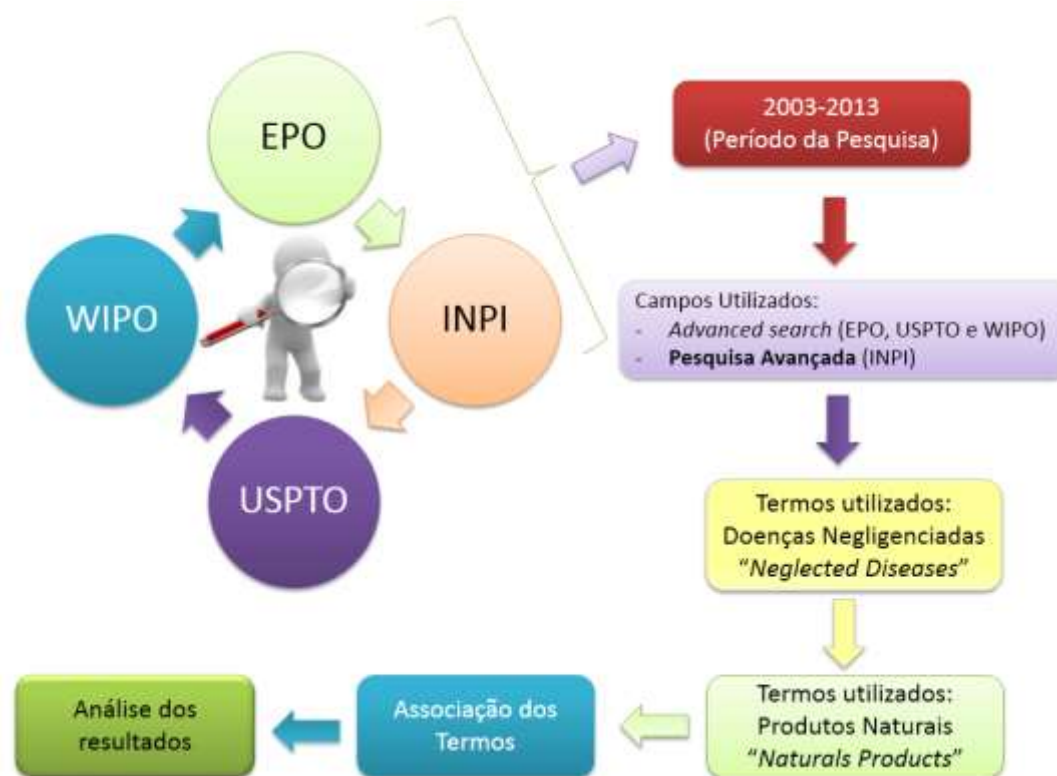 EPO
INPI
USPTO
WIPO
2003-2013
(Período da Pesquisa)
Campos Utilizados:
- Advanced search (EPO, USPTO e WIPO)
- Pesquisa Avançada (INPI)
Termos utilizados:
Doenças Negligenciadas
“Neglected Diseases”
Termos utilizados:
Produtos Naturais
“Naturals Products”
Associação dos
Termos
Análise dos
resultados